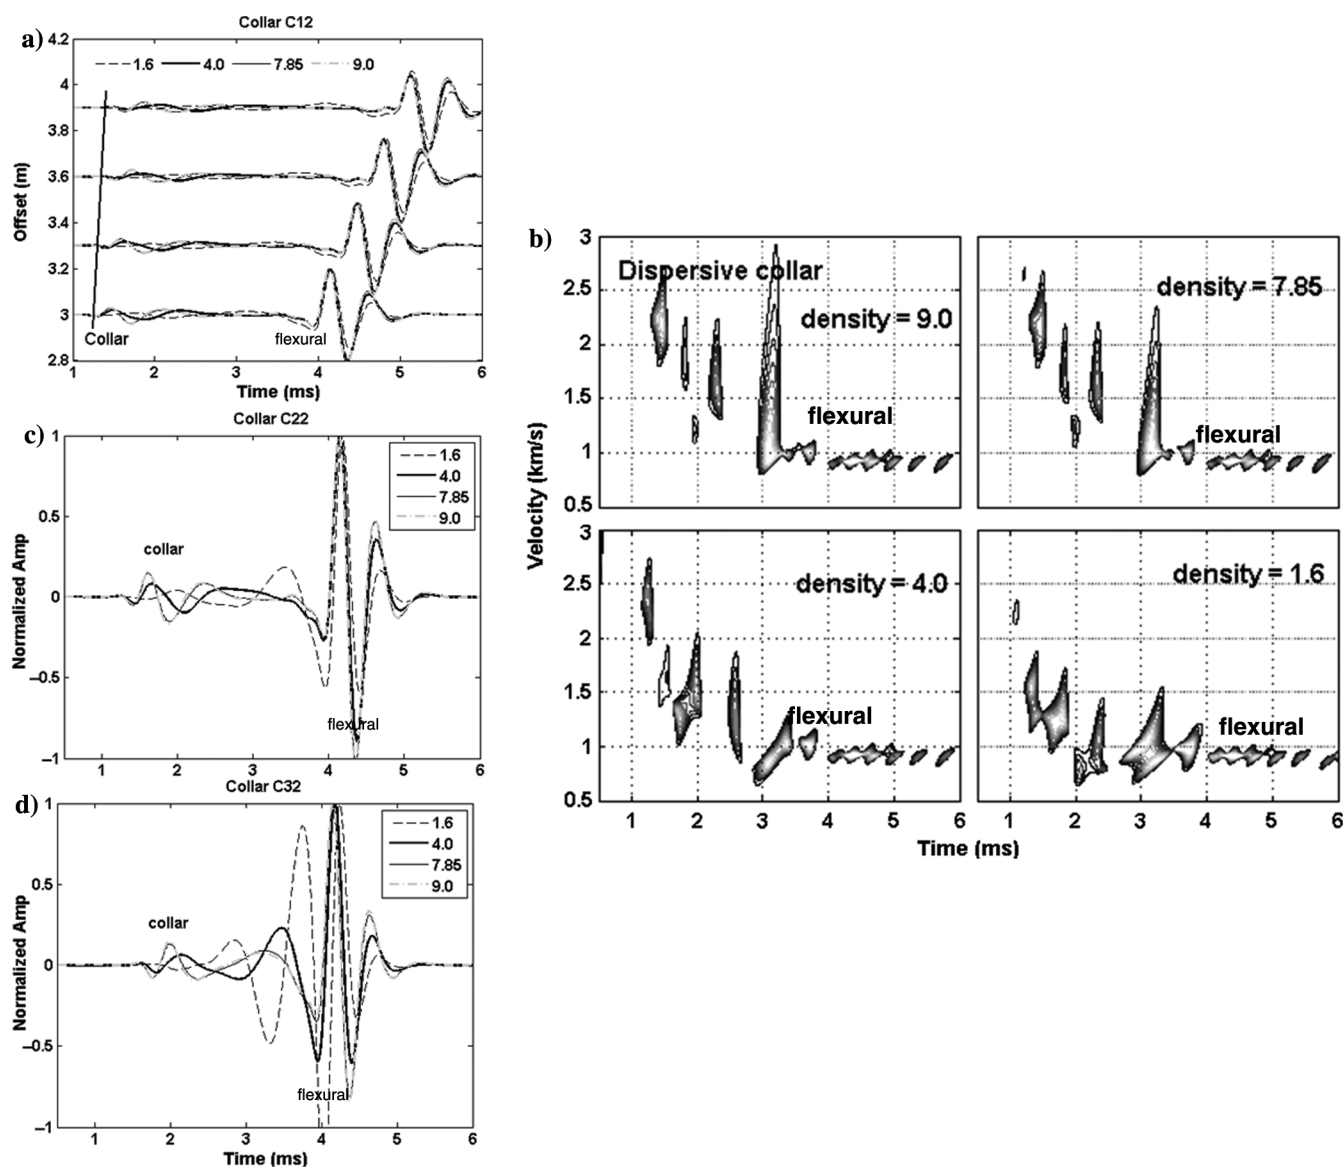 a)
Collar C12
1.6 4.0 7.85 9.0
4.2
4
3.8
3.6
3.4
3.2
3
2.8
Offset (m)
Collar
flexural
1 2 3 4 5 6
Time (ms)
b)
3
2.5
2
1.5
1
0.5
Dispersive collar
density = 9.0
flexural
density = 7.85
flexural
Velocity (km/s)
3
2.5
2
1.5
1
0.5
density = 4.0
flexural
density = 1.6
flexural
1 2 3 4 5 6
1 2 3 4 5 6
Time (ms)
c)
Collar C22
1
0.5
0
–0.5
–1
Normalized Amp
collar
1.6
4.0
7.85
9.0
flexural
1 2 3 4 5 6
d)
Collar C32
1
0.5
0
–0.5
–1
Normalized Amp
collar
1.6
4.0
7.85
9.0
flexural
1 2 3 4 5 6
Time (ms)